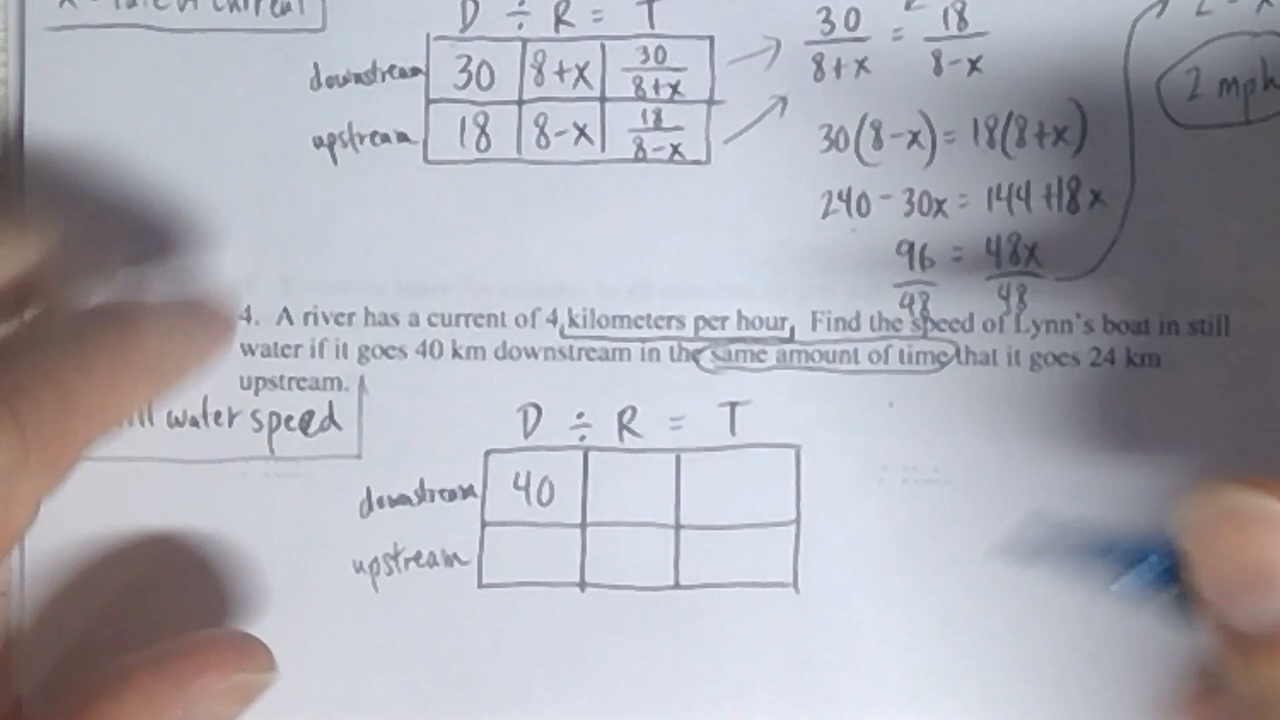 D ÷ R = T
downstream 30 8+x 30/8+x
upstream 18 8-x 18/8-x
30/8+x = 18/8-x
30(8-x) = 18(8+x)
240 - 30x = 144 + 18x
96/48 = 48x/48
2 mph
4. A river has a current of 4 kilometers per hour. Find the speed of Lynn's boat in still
water if it goes 40 km downstream in the same amount of time that it goes 24 km
upstream.
water speed
D ÷ R = T
downstream 40
upstream